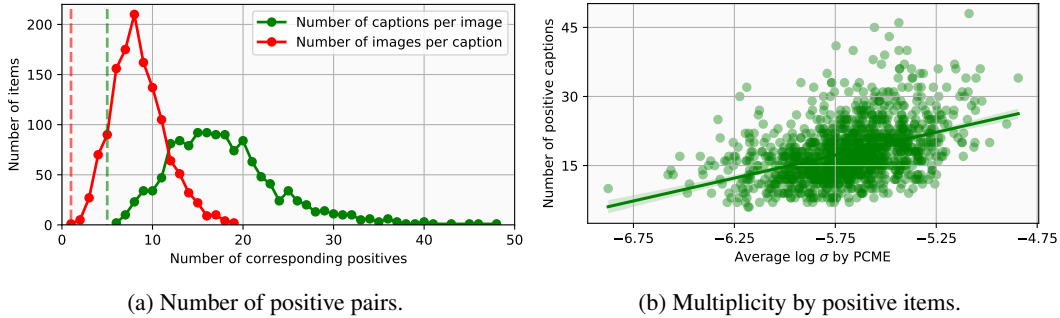 Number of items
200
150
100
50
0
Number of captions per image
Number of images per caption
0 10 20 30 40 50
Number of corresponding positives
(a) Number of positive pairs.
Number of positive captions
45
30
15
−6.75 −6.25 −5.75 −5.25 −4.75
Average log σ by PCME
(b) Multiplicity by positive items.